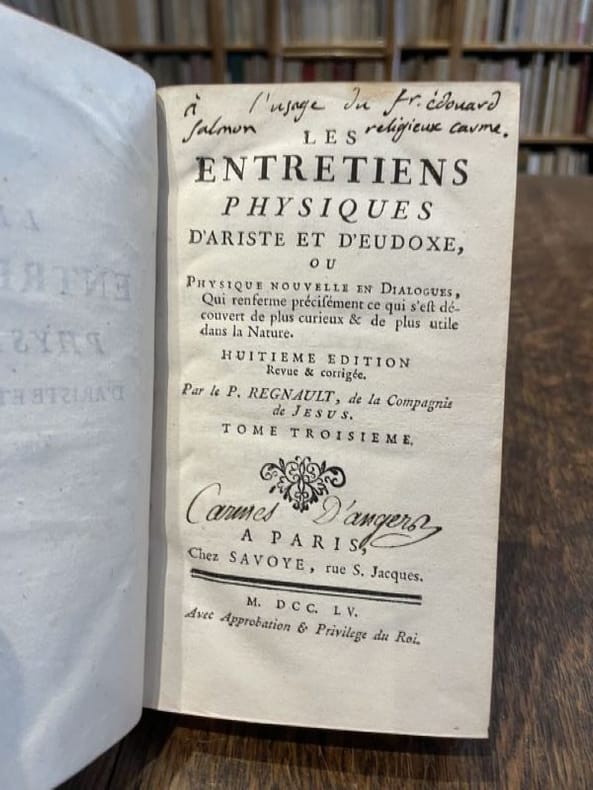 à l'usage du fr. édouard
salmon religieux carme.
LES
ENTRETIENS
PHYSIQUES
D'ARISTE ET D'EUDOXE,
OU
PHYSIQUE NOUVELLE EN DIALOGUES,
Qui renferme précisément ce qui s'est dé-
couvert de plus curieux & de plus utile
dans la Nature.
HUITIEME EDITION
Revue & corrigée.
Par le P. REGNAULT, de la Compagnie
de JESUS.
TOME TROISIEME.
Carmes D'angers
A PARIS,
Chez SAVOYE, rue S. Jacques.
M. DCC. LV.
Avec Approbation & Privilege du Roi.